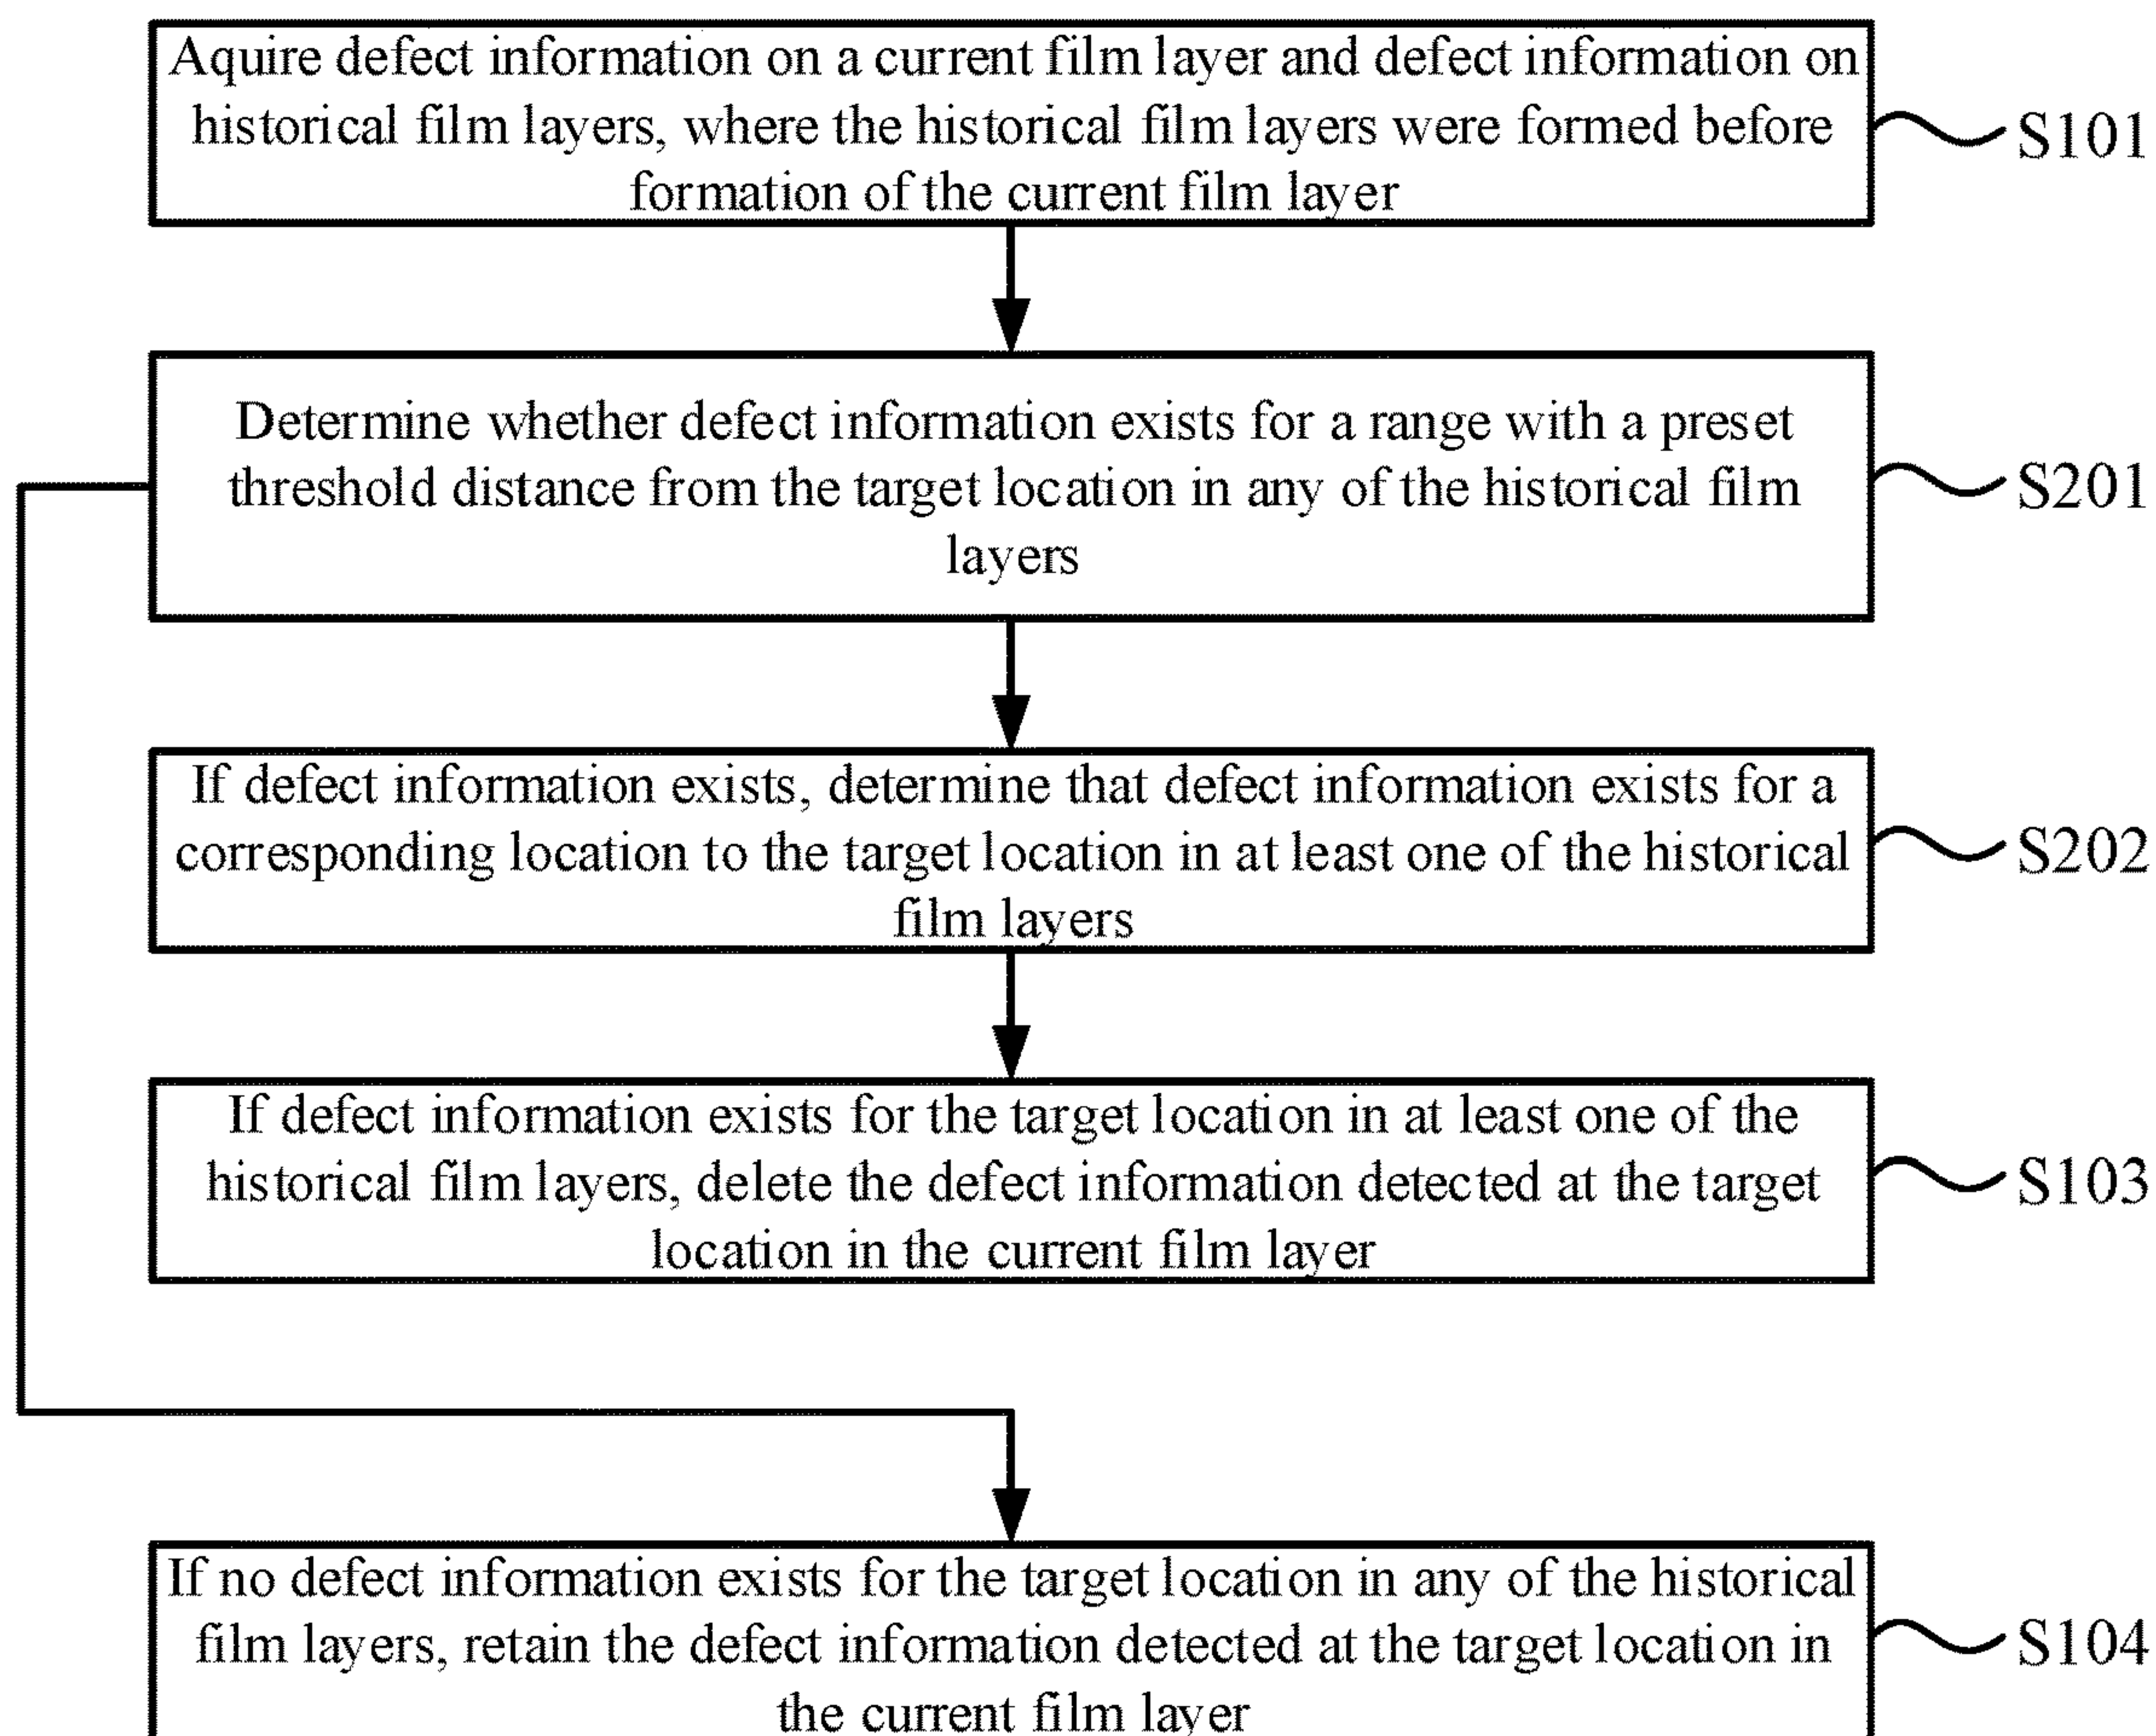 Aquire defect information on a current film layer and defect information on
historical film layers, where the historical film layers were formed before
formation of the current film layer
S101
Determine whether defect information exists for a range with a preset
threshold distance from the target location in any of the historical film
layers
S201
If defect information exists, determine that defect information exists for a
corresponding location to the target location in at least one of the historical
film layers
S202
If defect information exists for the target location in at least one of the
historical film layers, delete the defect information detected at the target
location in the current film layer
S103
If no defect information exists for the target location in any of the historical
film layers, retain the defect information detected at the target location in
the current film layer
S104